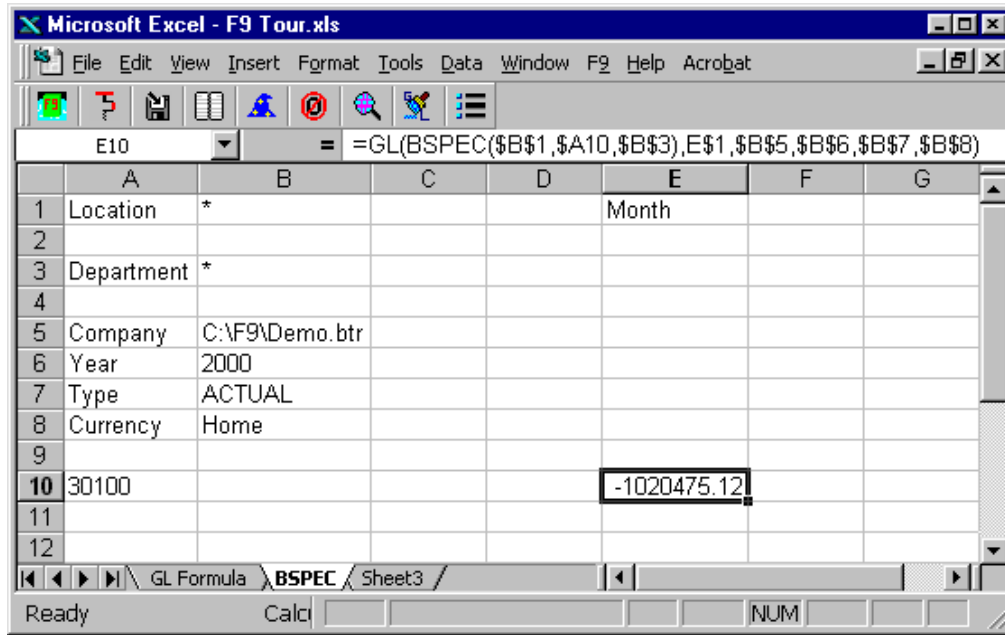 Microsoft Excel - F9 Tour.xls
File Edit View Insert Format Tools Data Window F9 Help Acrobat
F9
E10 = =GL(BSPEC($B$1,$A10,$B$3),E$1,$B$5,$B$6,$B$7,$B$8)
A B C D E F G
1 Location * Month
2
3 Department *
4
5 Company C:\F9\Demo.btr
6 Year 2000
7 Type ACTUAL
8 Currency Home
9
10 30100 -1020475.12
11
12
GL Formula BSPEC Sheet3
Ready Calc NUM